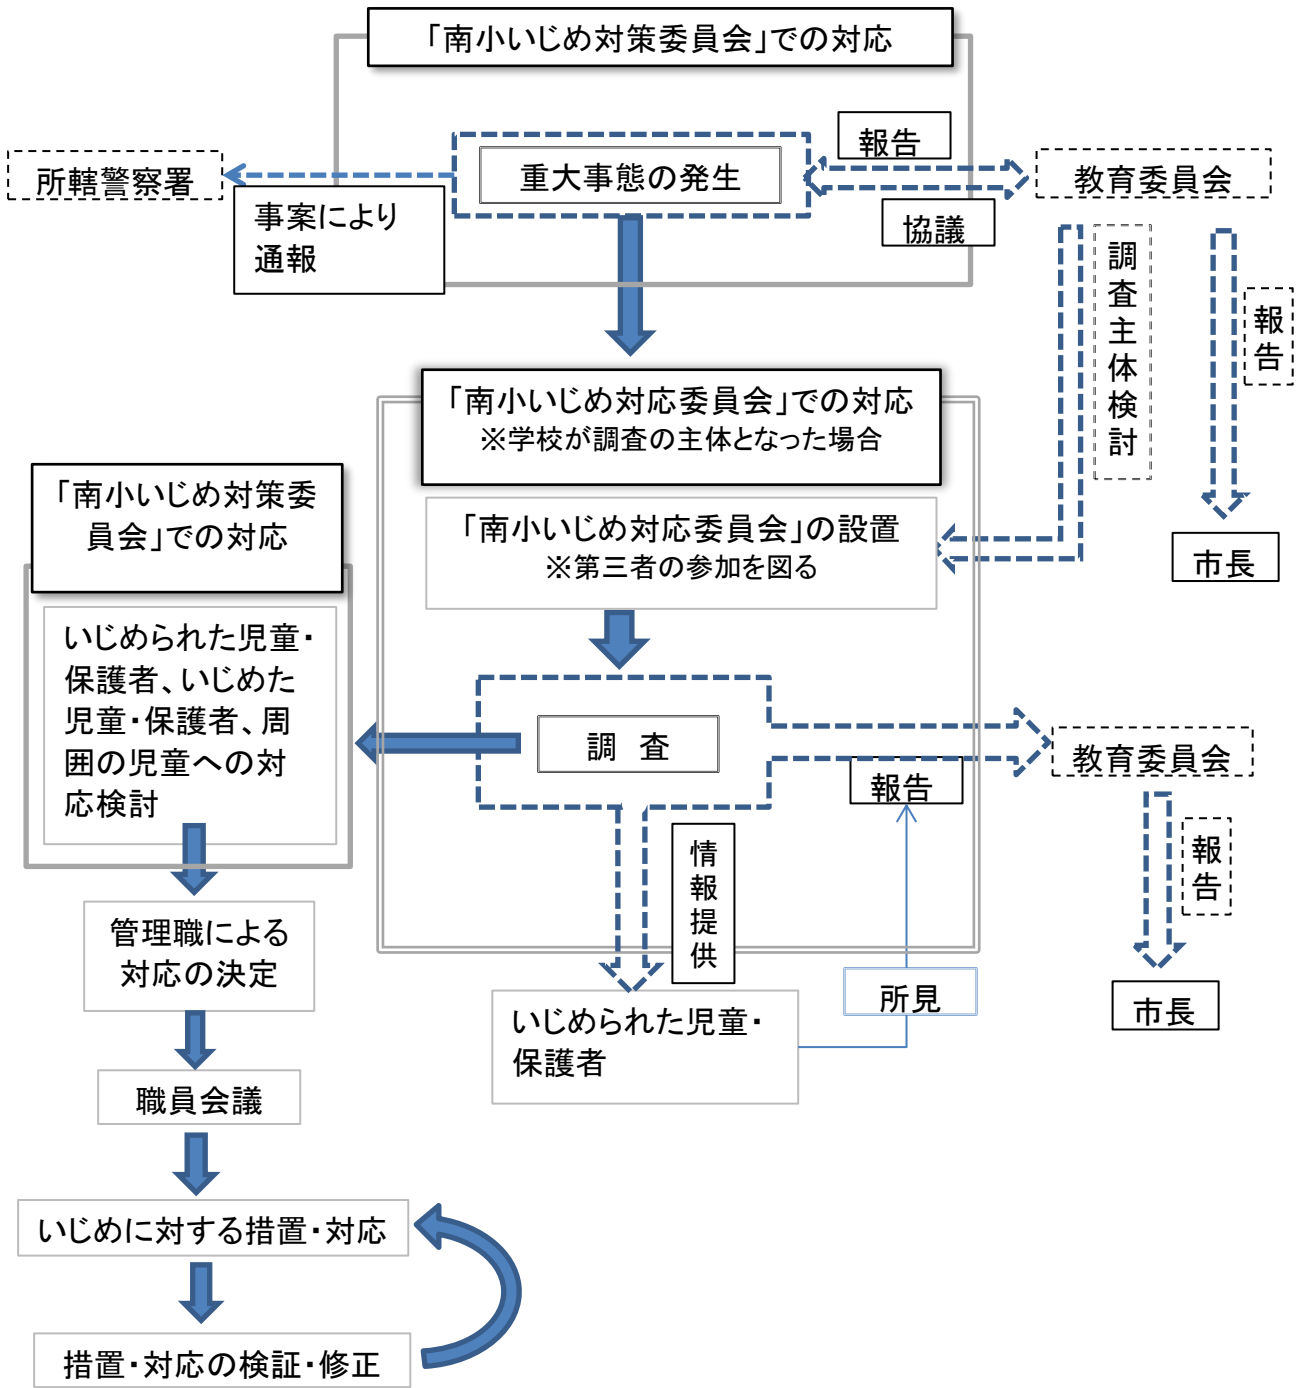 「南小いじめ対策委員会」での対応
報告
重大事態の発生
所轄警察署
教育委員会
事案により
通報
協議
調査主体検討
報告
「南小いじめ対応委員会」での対応
※学校が調査の主体となった場合
「南小いじめ対策委
員会」での対応
「南小いじめ対応委員会」の設置
※第三者の参加を図る
市長
いじめられた児童・
保護者、いじめた
児童・保護者、周
囲の児童への対
応検討
調 査
教育委員会
報告
情報提供
報告
管理職による
対応の決定
所見
市長
いじめられた児童・
保護者
職員会議
いじめに対する措置・対応
措置・対応の検証・修正